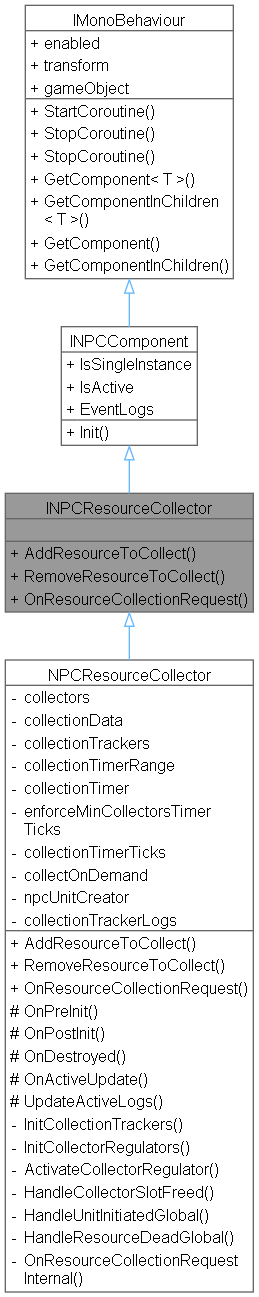 IMonoBehaviour
+ enabled
+ transform
+ gameObject
+ StartCoroutine()
+ StopCoroutine()
+ StopCoroutine()
+ GetComponent< T >()
+ GetComponentInChildren
< T >()
+ GetComponent()
+ GetComponentInChildren()
INPCComponent
+ IsSingleInstance
+ IsActive
+ EventLogs
+ Init()
INPCResourceCollector
+ AddResourceToCollect()
+ RemoveResourceToCollect()
+ OnResourceCollectionRequest()
NPCResourceCollector
- collectors
- collectionData
- collectionTrackers
- collectionTimerRange
- collectionTimer
- enforceMinCollectorsTimer
Ticks
- collectionTimerTicks
- collectOnDemand
- npcUnitCreator
- collectionTrackerLogs
+ AddResourceToCollect()
+ RemoveResourceToCollect()
+ OnResourceCollectionRequest()
# OnPreInit()
# OnPostInit()
# OnDestroyed()
# OnActiveUpdate()
# UpdateActiveLogs()
- InitCollectionTrackers()
- InitCollectorRegulators()
- ActivateCollectorRegulator()
- HandleCollectorSlotFreed()
- HandleUnitInitiatedGlobal()
- HandleResourceDeadGlobal()
- OnResourceCollectionRequest
Internal()